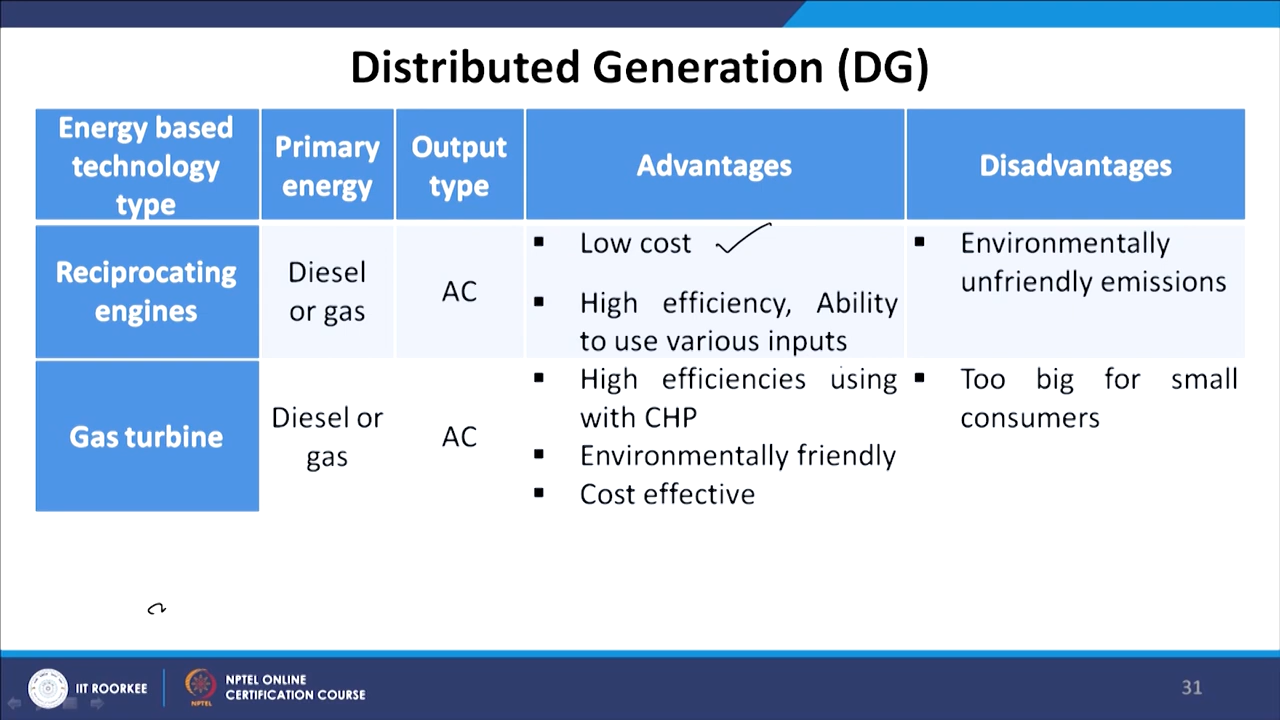 Distributed Generation (DG)
Energy based
technology
type
Primary
energy
Output
type
Advantages
Disadvantages
Reciprocating
engines
Diesel
or gas
AC
▪ Low cost
▪ High efficiency, Ability
to use various inputs
▪ Environmentally
unfriendly emissions
Gas turbine
Diesel or
gas
AC
▪ High efficiencies using
with CHP
▪ Environmentally friendly
▪ Cost effective
▪ Too big for small
consumers
IIT ROORKEE
NPTEL
NPTEL ONLINE
CERTIFICATION COURSE
31